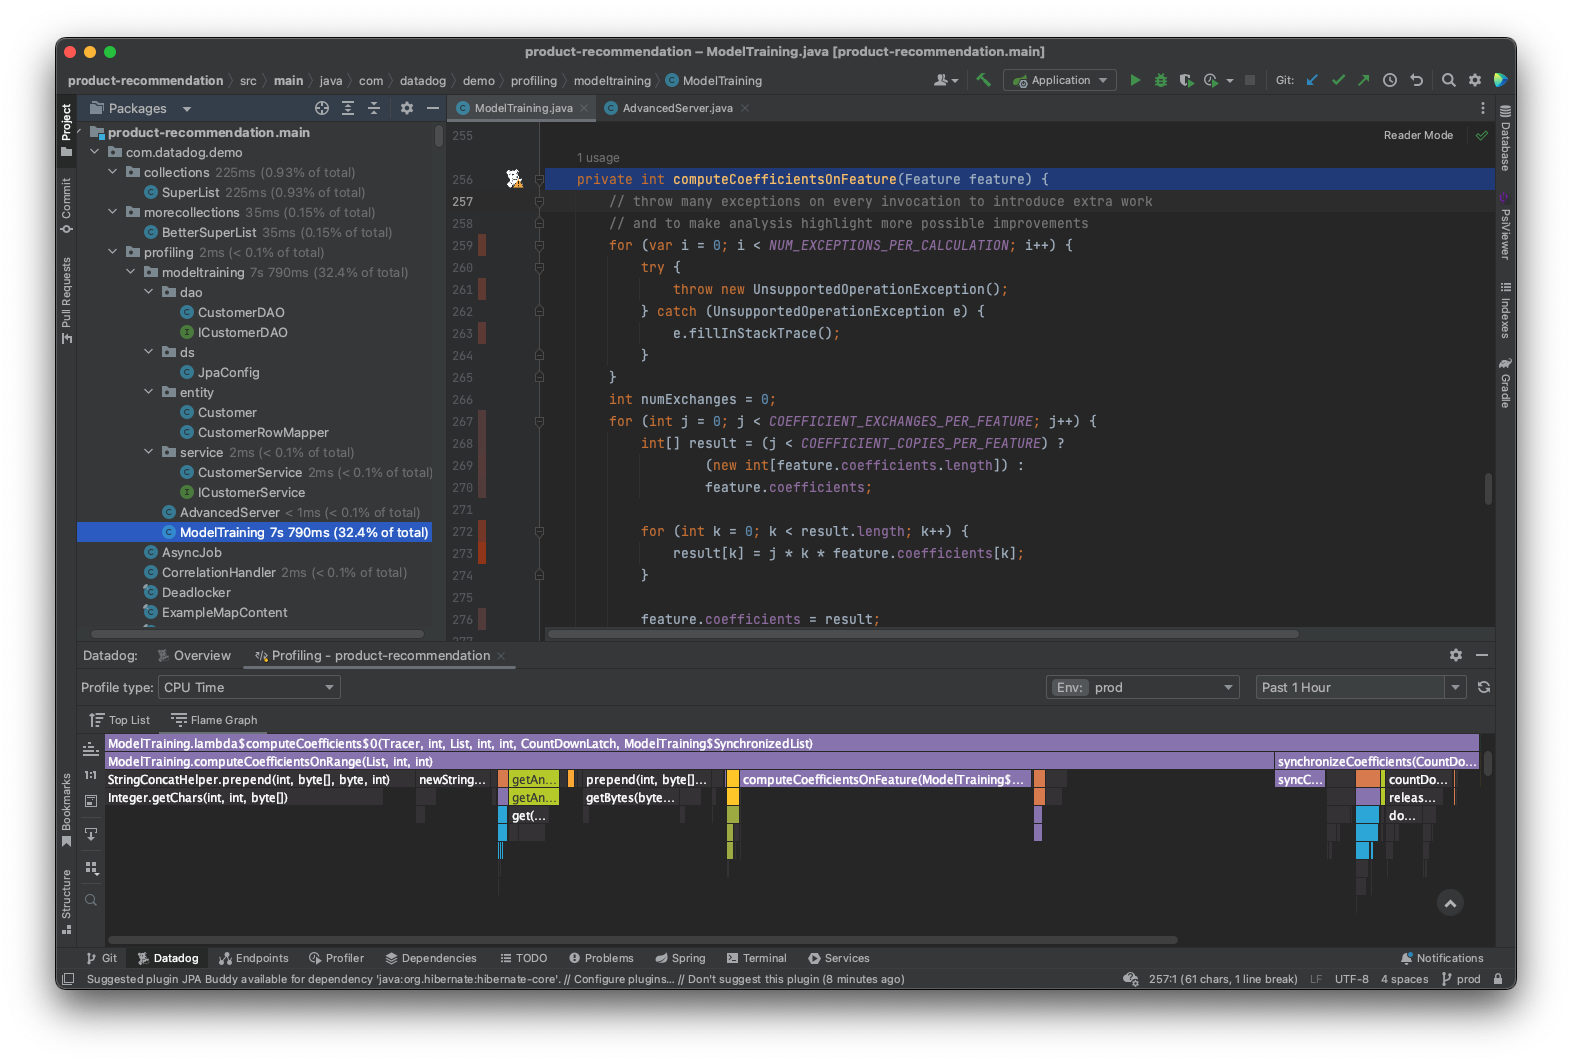 product-recommendation – ModelTraining.java [product-recommendation.main]
product-recommendation 〉 src 〉 main 〉 java 〉 com 〉 datadog 〉 demo 〉 profiling 〉 modeltraining 〉 ModelTraining
Application
Git:
Project
Commit
Pull Requests
Bookmarks
Structure
Packages
product-recommendation.main
com.datadog.demo
collections 225ms (0.93% of total)
SuperList 225ms (0.93% of total)
morecollections 35ms (0.15% of total)
BetterSuperList 35ms (0.15% of total)
profiling 2ms (< 0.1% of total)
modeltraining 7s 790ms (32.4% of total)
dao
CustomerDAO
ICustomerDAO
ds
JpaConfig
entity
Customer
CustomerRowMapper
service 2ms (< 0.1% of total)
CustomerService 2ms (< 0.1% of total)
ICustomerService
AdvancedServer < 1ms (< 0.1% of total)
ModelTraining 7s 790ms (32.4% of total)
AsyncJob
CorrelationHandler 2ms (< 0.1% of total)
Deadlocker
ExampleMapContent
ModelTraining.java AdvancedServer.java
Reader Mode
255
1 usage
256 private int computeCoefficientsOnFeature(Feature feature) {
257 // throw many exceptions on every invocation to introduce extra work
258 // and to make analysis highlight more possible improvements
259 for (var i = 0; i < NUM_EXCEPTIONS_PER_CALCULATION; i++) {
260 try {
261 throw new UnsupportedOperationException();
262 } catch (UnsupportedOperationException e) {
263 e.fillInStackTrace();
264 }
265 }
266 int numExchanges = 0;
267 for (int j = 0; j < COEFFICIENT_EXCHANGES_PER_FEATURE; j++) {
268 int[] result = (j < COEFFICIENT_COPIES_PER_FEATURE) ?
269 (new int[feature.coefficients.length]) :
270 feature.coefficients;
271
272 for (int k = 0; k < result.length; k++) {
273 result[k] = j * k * feature.coefficients[k];
274 }
275
276 feature.coefficients = result;
277
Database
PsiViewer
Indexes
Gradle
Datadog: Overview Profiling - product-recommendation
Profile type: CPU Time Env: prod Past 1 Hour
Top List Flame Graph
1:1
ModelTraining.lambda$computeCoefficients$0(Tracer, int, List, int, int, CountDownLatch, ModelTraining$SynchronizedList)
ModelTraining.computeCoefficientsOnRange(List, int, int) synchronizeCoefficients(CountDo...
StringConcatHelper.prepend(int, byte[], byte, int) newString... getAn... prepend(int, byte[]... computeCoefficientsOnFeature(ModelTraining$... syncC... countDo...
Integer.getChars(int, int, byte[]) getAn... getBytes(byte... releas...
get(... do...
Git Datadog Endpoints Profiler Dependencies TODO Problems Spring Terminal Services Notifications
Suggested plugin JPA Buddy available for dependency 'java:org.hibernate:hibernate-core'. // Configure plugins... // Don't suggest this plugin (8 minutes ago) 257:1 (61 chars, 1 line break) LF UTF-8 4 spaces prod